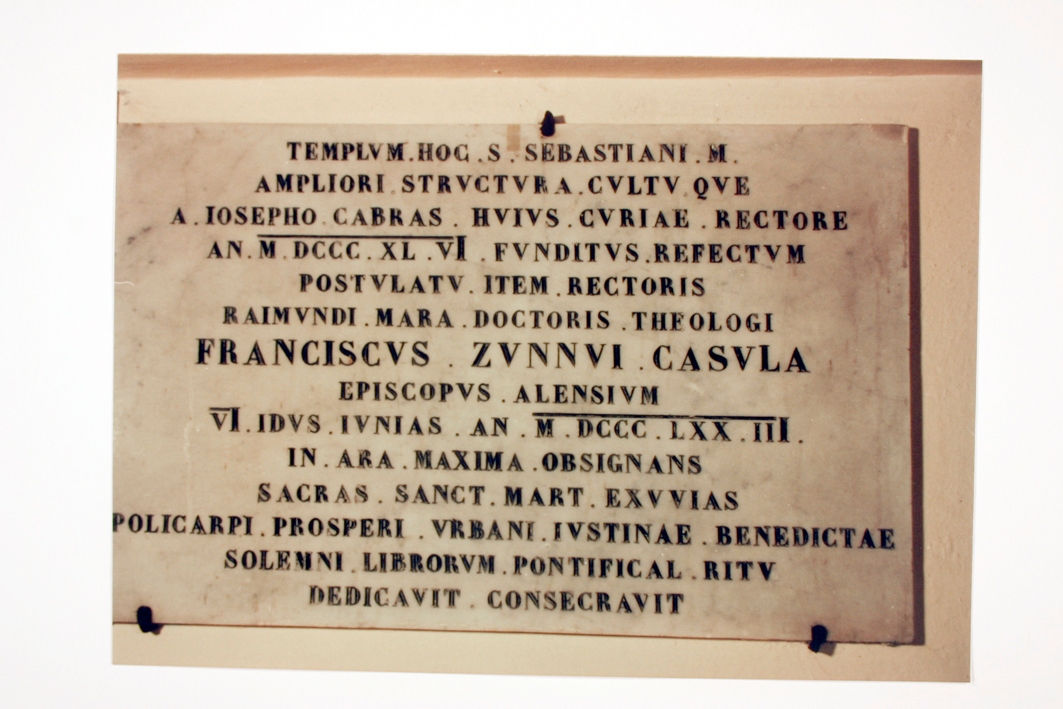 TEMPLVM.HOC.S.SEBASTIANI.M.
AMPLIORI.STRVCTVRA.CVLTV QVE
A.IOSEPHO.CABRAS.HVIVS.CVRIAE.RECTORE
AN.M.DCCC.XL.VI.FVNDITVS.REFECTVM
POSTVLATV.ITEM.RECTORIS
RAIMVNDI.MARA.DOCTORIS.THEOLOGI
FRANCISCVS.ZVNNVI.CASVLA
EPISCOPVS.ALENSIVM
VI.IDVS.IVNIAS.AN.M.DCCC.LXX.III.
IN.ARA.MAXIMA.OBSIGNANS
SACRAS.SANCT.MART.EXVVIAS
POLICARPI.PROSPERI.VRBANI.IVSTINAE.BENEDICTAE
SOLEMNI.LIBRORVM.PONTIFICAL.RITV
DEDICAVIT.CONSECRAVIT